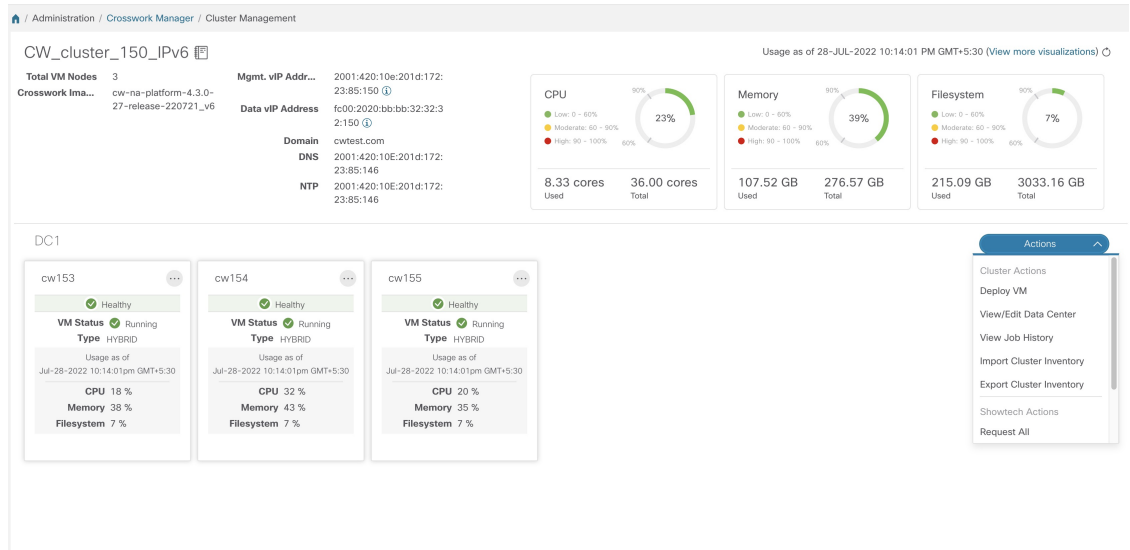 / Administration / Crosswork Manager / Cluster Management
CW_cluster_150_IPv6
Usage as of 28-JUL-2022 10:14:01 PM GMT+5:30 (View more visualizations)
Total VM Nodes 3
Crosswork Ima... cw-na-platform-4.3.0-
27-release-220721_v6
Mgmt. vIP Addr... 2001:420:10e:201d:172:
23:85:150
Data vIP Address fc00:2020:bb:bb:32:32:3
2:150
Domain cwtest.com
DNS 2001:420:10E:201d:172:
23:85:146
NTP 2001:420:10E:201d:172:
23:85:146
CPU
Low: 0 - 60%
Moderate: 60 - 90%
High: 90 - 100%
90%
23%
60%
8.33 cores 36.00 cores
Used Total
Memory
Low: 0 - 60%
Moderate: 60 - 90%
High: 90 - 100%
90%
39%
60%
107.52 GB 276.57 GB
Used Total
Filesystem
Low: 0 - 60%
Moderate: 60 - 90%
High: 90 - 100%
90%
7%
60%
215.09 GB 3033.16 GB
Used Total
DC1
cw153
Healthy
VM Status Running
Type HYBRID
Usage as of
Jul-28-2022 10:14:01pm GMT+5:30
CPU 18 %
Memory 38 %
Filesystem 7 %
cw154
Healthy
VM Status Running
Type HYBRID
Usage as of
Jul-28-2022 10:14:01pm GMT+5:30
CPU 32 %
Memory 43 %
Filesystem 7 %
cw155
Healthy
VM Status Running
Type HYBRID
Usage as of
Jul-28-2022 10:14:01pm GMT+5:30
CPU 20 %
Memory 35 %
Filesystem 7 %
Actions
Cluster Actions
Deploy VM
View/Edit Data Center
View Job History
Import Cluster Inventory
Export Cluster Inventory
Showtech Actions
Request All